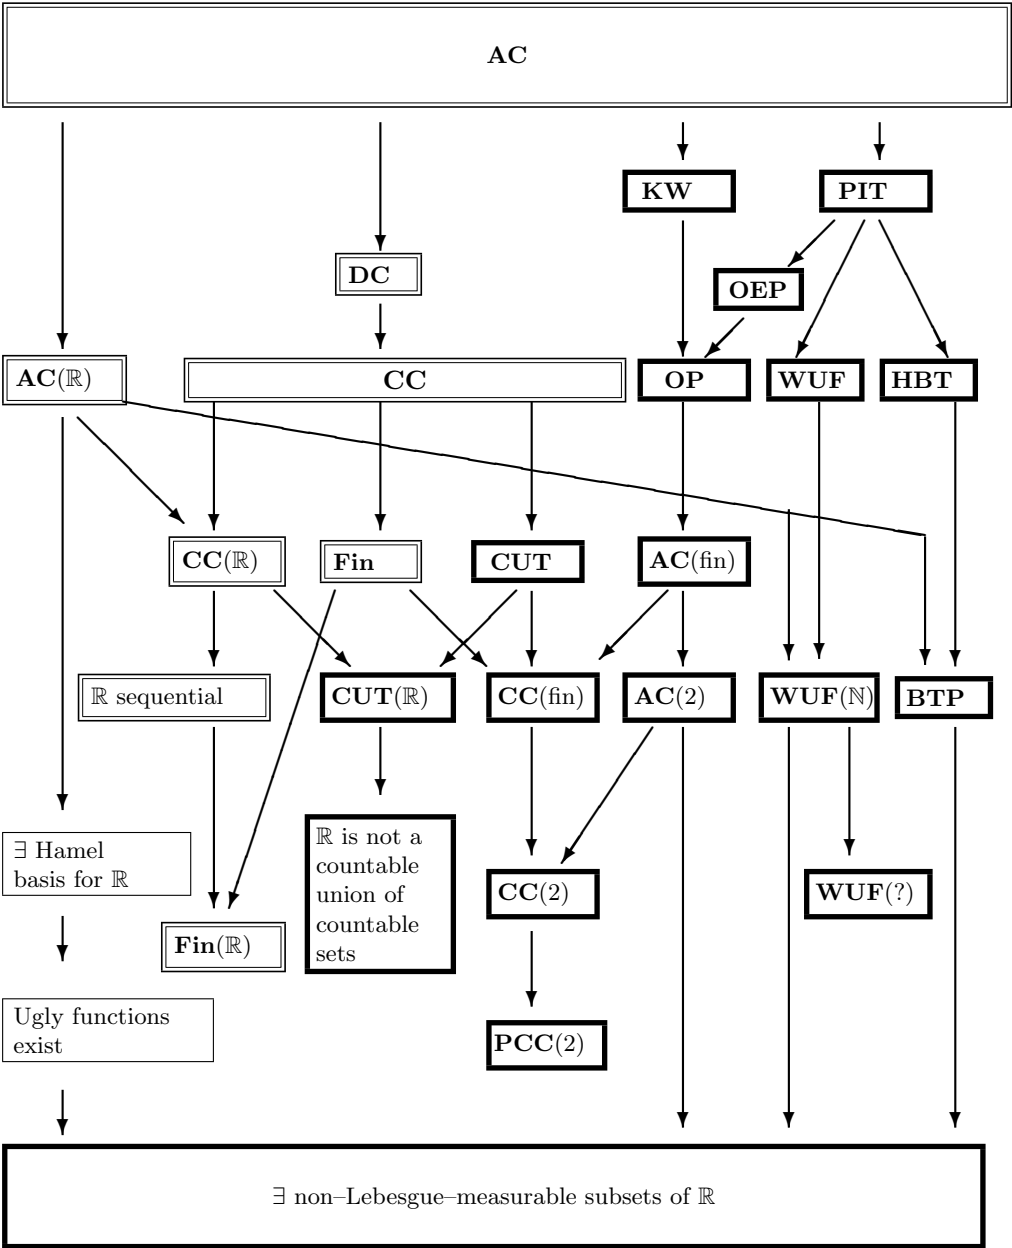 AC
KW
PIT
DC
OEP
AC(ℝ)
CC
OP
WUF
HBT
CC(ℝ)
Fin
CUT
AC(fin)
ℝ sequential
CUT(ℝ)
CC(fin)
AC(2)
WUF(ℕ)
BTP
∃ Hamel
basis for ℝ
ℝ is not a
countable
union of
countable
sets
CC(2)
WUF(?)
Fin(ℝ)
Ugly functions
exist
PCC(2)
∃ non–Lebesgue–measurable subsets of ℝ